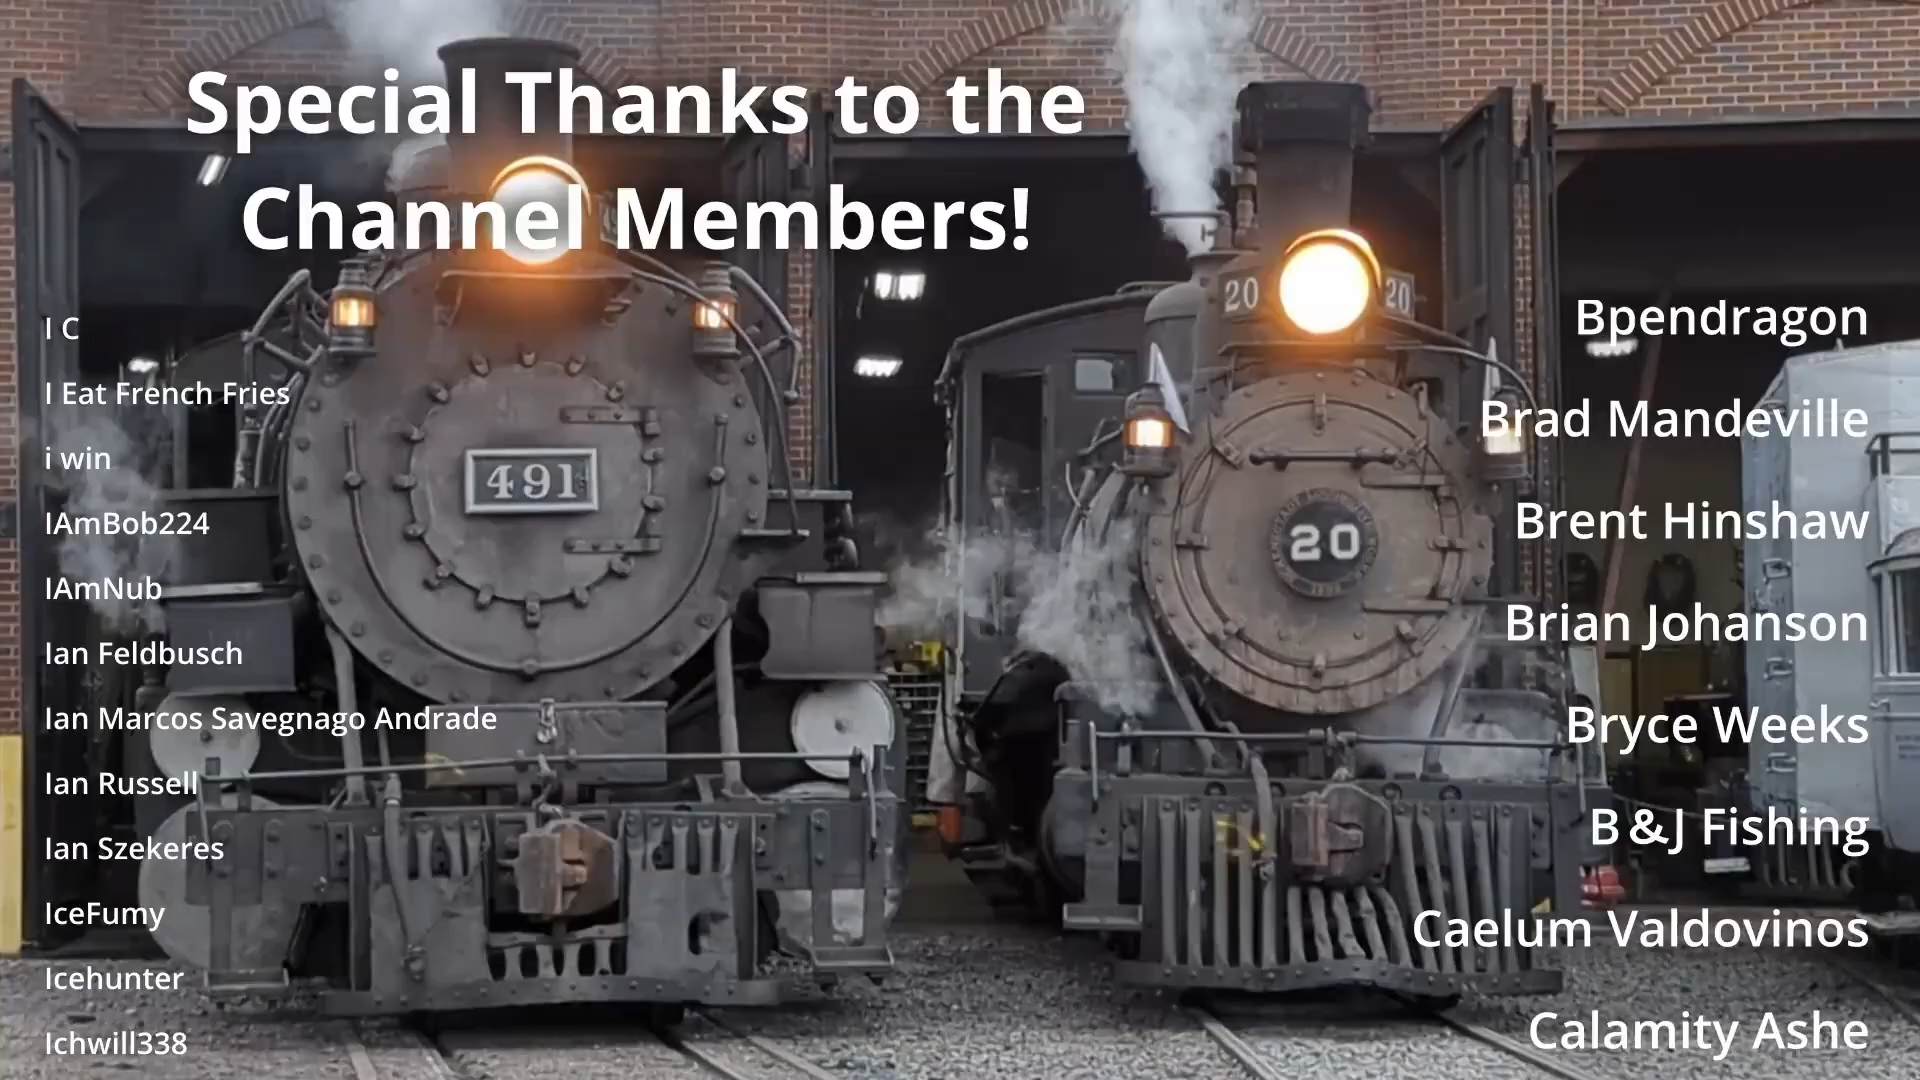 Special Thanks to the
Channel Members!
I C
I Eat French Fries
i win
IAmBob224
IAmNub
Ian Feldbusch
Ian Marcos Savegnago Andrade
Ian Russell
Ian Szekeres
IceFumy
Icehunter
Ichwill338
491
20
20
20
Bpendragon
Brad Mandeville
Brent Hinshaw
Brian Johanson
Bryce Weeks
B & J Fishing
Caelum Valdovinos
Calamity Ashe